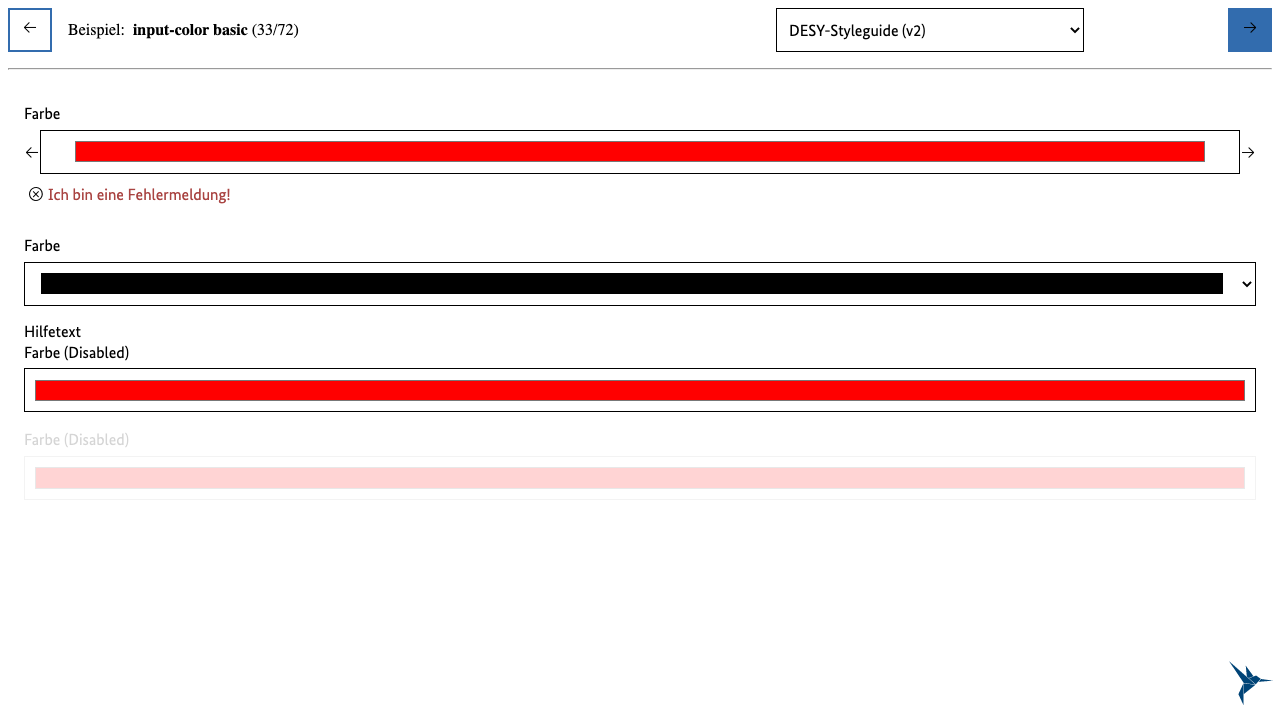 Beispiel: input-color basic (33/72)
DESY-Styleguide (v2)
Farbe
Ich bin eine Fehlermeldung!
Farbe
Hilfetext
Farbe (Disabled)
Farbe (Disabled)